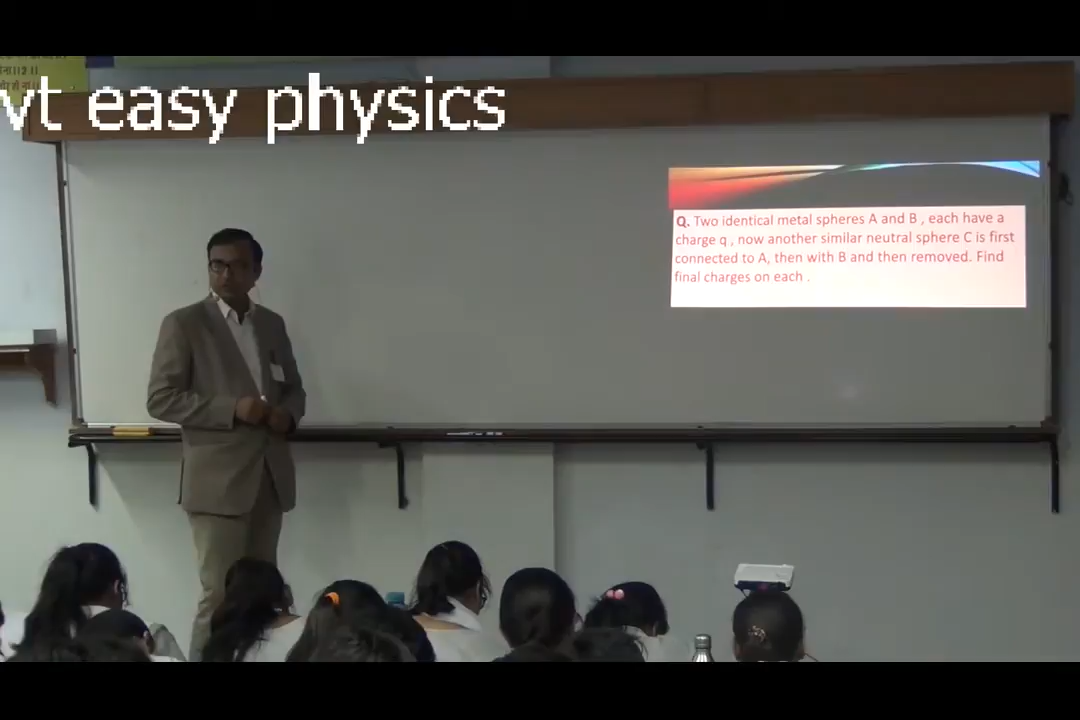 ना।।2।।
vt easy physics
Q. Two identical metal spheres A and B , each have a
charge q , now another similar neutral sphere C is first
connected to A, then with B and then removed. Find
final charges on each .